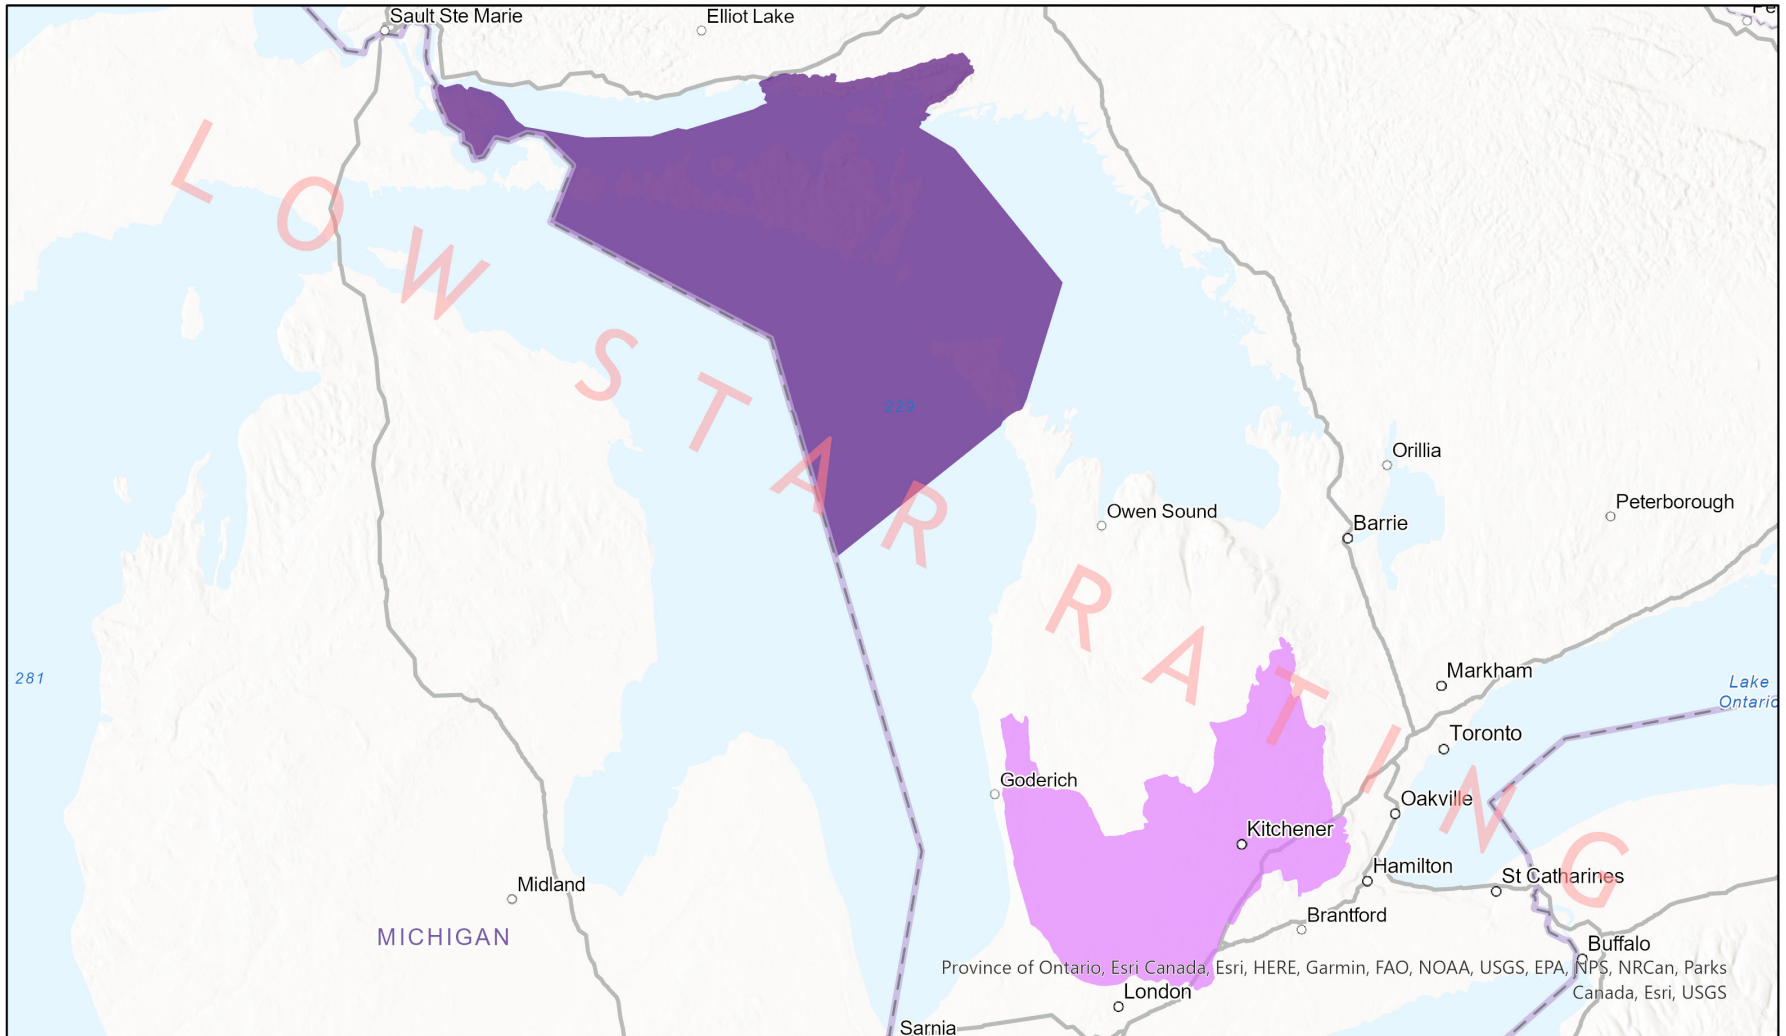 Sault Ste Marie
Elliot Lake
Pe
LOW STAR RATING
229
Orillia
Peterborough
Owen Sound
Barrie
281
Markham
Lake
Ontario
Toronto
Goderich
Oakville
Kitchener
Hamilton
St Catharines
Midland
Brantford
MICHIGAN
Buffalo
Province of Ontario, Esri Canada, Esri, HERE, Garmin, FAO, NOAA, USGS, EPA, NPS, NRCan, Parks
Canada, Esri, USGS
London
Sarnia